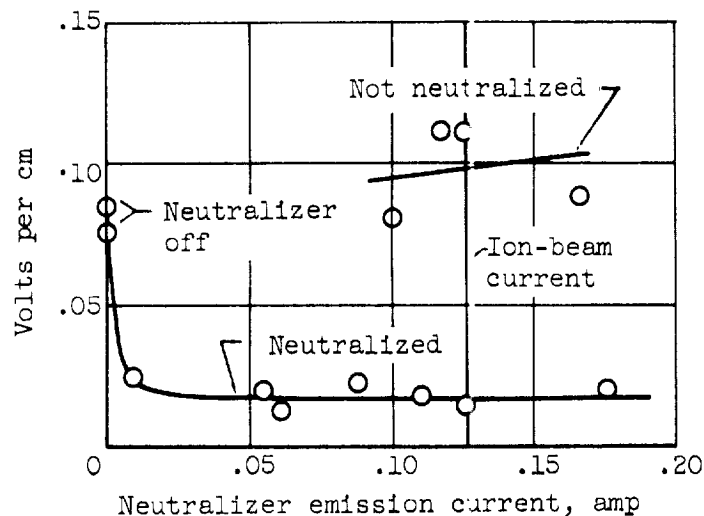 .15
Not neutralized
.10
Neutralizer
off
Ion-beam
current
Volts per cm
.05
Neutralized
0
.05
.10
.15
.20
Neutralizer emission current, amp